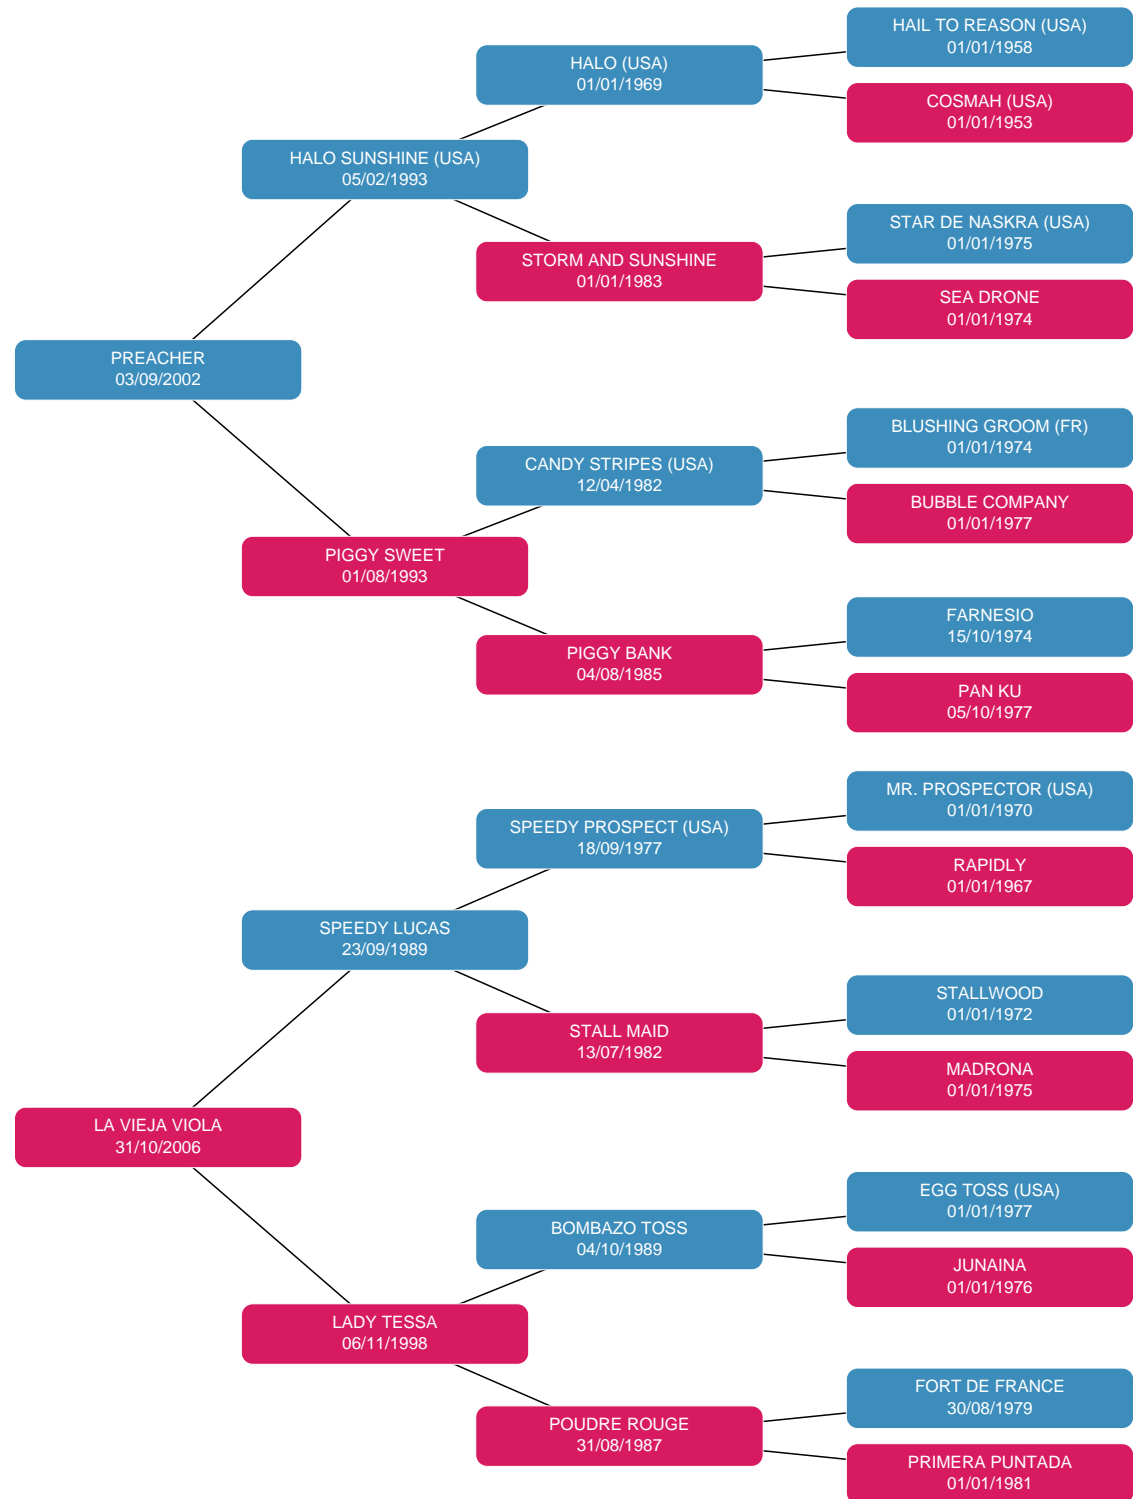 HAIL TO REASON (USA)
01/01/1958
HALO (USA)
01/01/1969
COSMAH (USA)
01/01/1953
HALO SUNSHINE (USA)
05/02/1993
STAR DE NASKRA (USA)
01/01/1975
STORM AND SUNSHINE
01/01/1983
SEA DRONE
01/01/1974
PREACHER
03/09/2002
BLUSHING GROOM (FR)
01/01/1974
CANDY STRIPES (USA)
12/04/1982
BUBBLE COMPANY
01/01/1977
PIGGY SWEET
01/08/1993
FARNESIO
15/10/1974
PIGGY BANK
04/08/1985
PAN KU
05/10/1977
MR. PROSPECTOR (USA)
01/01/1970
SPEEDY PROSPECT (USA)
18/09/1977
RAPIDLY
01/01/1967
SPEEDY LUCAS
23/09/1989
STALLWOOD
01/01/1972
STALL MAID
13/07/1982
MADRONA
01/01/1975
LA VIEJA VIOLA
31/10/2006
EGG TOSS (USA)
01/01/1977
BOMBAZO TOSS
04/10/1989
JUNAINA
01/01/1976
LADY TESSA
06/11/1998
FORT DE FRANCE
30/08/1979
POUDRE ROUGE
31/08/1987
PRIMERA PUNTADA
01/01/1981